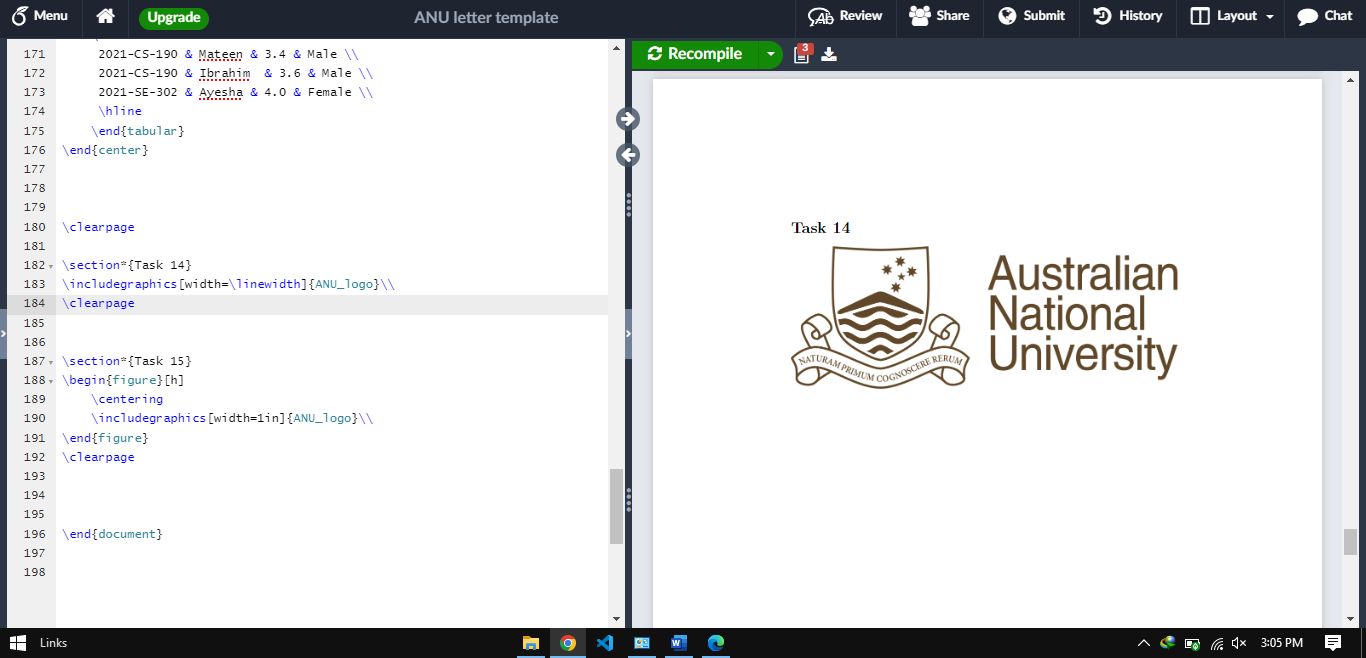 Menu
Upgrade
ANU letter template
Review
Share
Submit
History
Layout
Chat
171 2021-CS-190 & Mateen & 3.4 & Male \\
172 2021-CS-190 & Ibrahim  & 3.6 & Male \\
173 2021-SE-302 & Ayesha & 4.0 & Female \\
174 \hline
175 \end{tabular}
176 \end{center}
177
178
179
180 \clearpage
181
182 \section*{Task 14}
183 \includegraphics[width=\linewidth]{ANU_logo}\\
184 \clearpage
185
186
187 \section*{Task 15}
188 \begin{figure}[h]
189 \centering
190 \includegraphics[width=1in]{ANU_logo}\\
191 \end{figure}
192 \clearpage
193
194
195
196 \end{document}
197
198
Recompile
3
Task 14
NATURAM PRIMUM COGNOSCERE RERUM
Australian
National
University
Links
3:05 PM